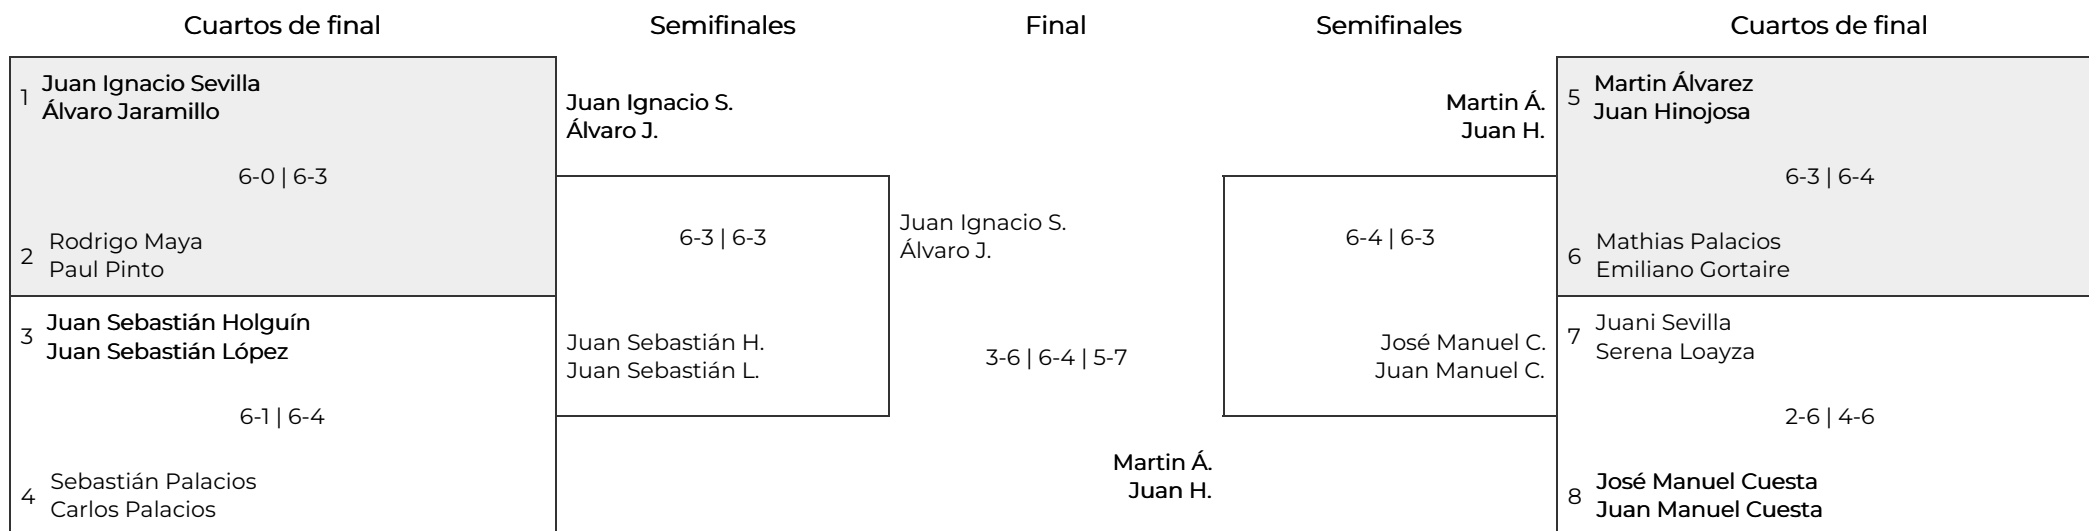 Cuartos de final
Semifinales
Final
Semifinales
Cuartos de final
1
Juan Ignacio Sevilla
Álvaro Jaramillo
6-0 | 6-3
2
Rodrigo Maya
Paul Pinto
3
Juan Sebastián Holguín
Juan Sebastián López
6-1 | 6-4
4
Sebastián Palacios
Carlos Palacios
Juan Ignacio S.
Álvaro J.
6-3 | 6-3
Juan Sebastián H.
Juan Sebastián L.
Juan Ignacio S.
Álvaro J.
3-6 | 6-4 | 5-7
Martin Á.
Juan H.
Martin Á.
Juan H.
6-4 | 6-3
José Manuel C.
Juan Manuel C.
5
Martin Álvarez
Juan Hinojosa
6-3 | 6-4
6
Mathias Palacios
Emiliano Gortaire
7
Juani Sevilla
Serena Loayza
2-6 | 4-6
8
José Manuel Cuesta
Juan Manuel Cuesta